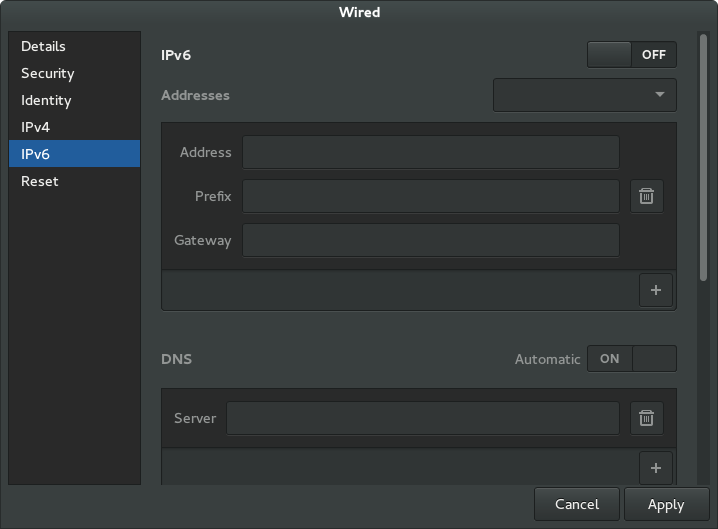 Wired
Details
Security
Identity
IPv4
IPv6
Reset
IPv6 OFF
Addresses
Address
Prefix
Gateway
+
DNS Automatic ON
Server
+
Cancel Apply